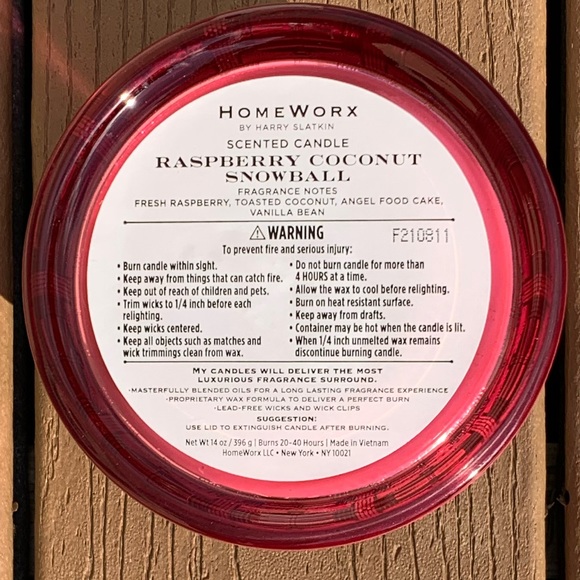 HOMEWORX
BY HARRY SLATKIN
SCENTED CANDLE
RASPBERRY COCONUT
SNOWBALL
FRAGRANCE NOTES
FRESH RASPBERRY, TOASTED COCONUT, ANGEL FOOD CAKE,
VANILLA BEAN
⚠WARNING
F210811
To prevent fire and serious injury:
• Burn candle within sight.
• Keep away from things that can catch fire.
• Keep out of reach of children and pets.
• Trim wicks to 1/4 inch before each
relighting.
• Keep wicks centered.
• Keep all objects such as matches and
wick trimmings clean from wax.
• Do not burn candle for more than
4 HOURS at a time.
• Allow the wax to cool before relighting.
• Burn on heat resistant surface.
• Keep away from drafts.
• Container may be hot when the candle is lit.
• When 1/4 inch unmelted wax remains
discontinue burning candle.
MY CANDLES WILL DELIVER THE MOST
LUXURIOUS FRAGRANCE SURROUND.
•MASTERFULLY BLENDED OILS FOR A LONG LASTING FRAGRANCE EXPERIENCE
•PROPRIETARY WAX FORMULA TO DELIVER A PERFECT BURN
•LEAD-FREE WICKS AND WICK CLIPS
SUGGESTION:
USE LID TO EXTINGUISH CANDLE AFTER BURNING.
Net Wt 14 oz / 396 g | Burns 20-40 Hours | Made in Vietnam
HomeWorx LLC • New York • NY 10021